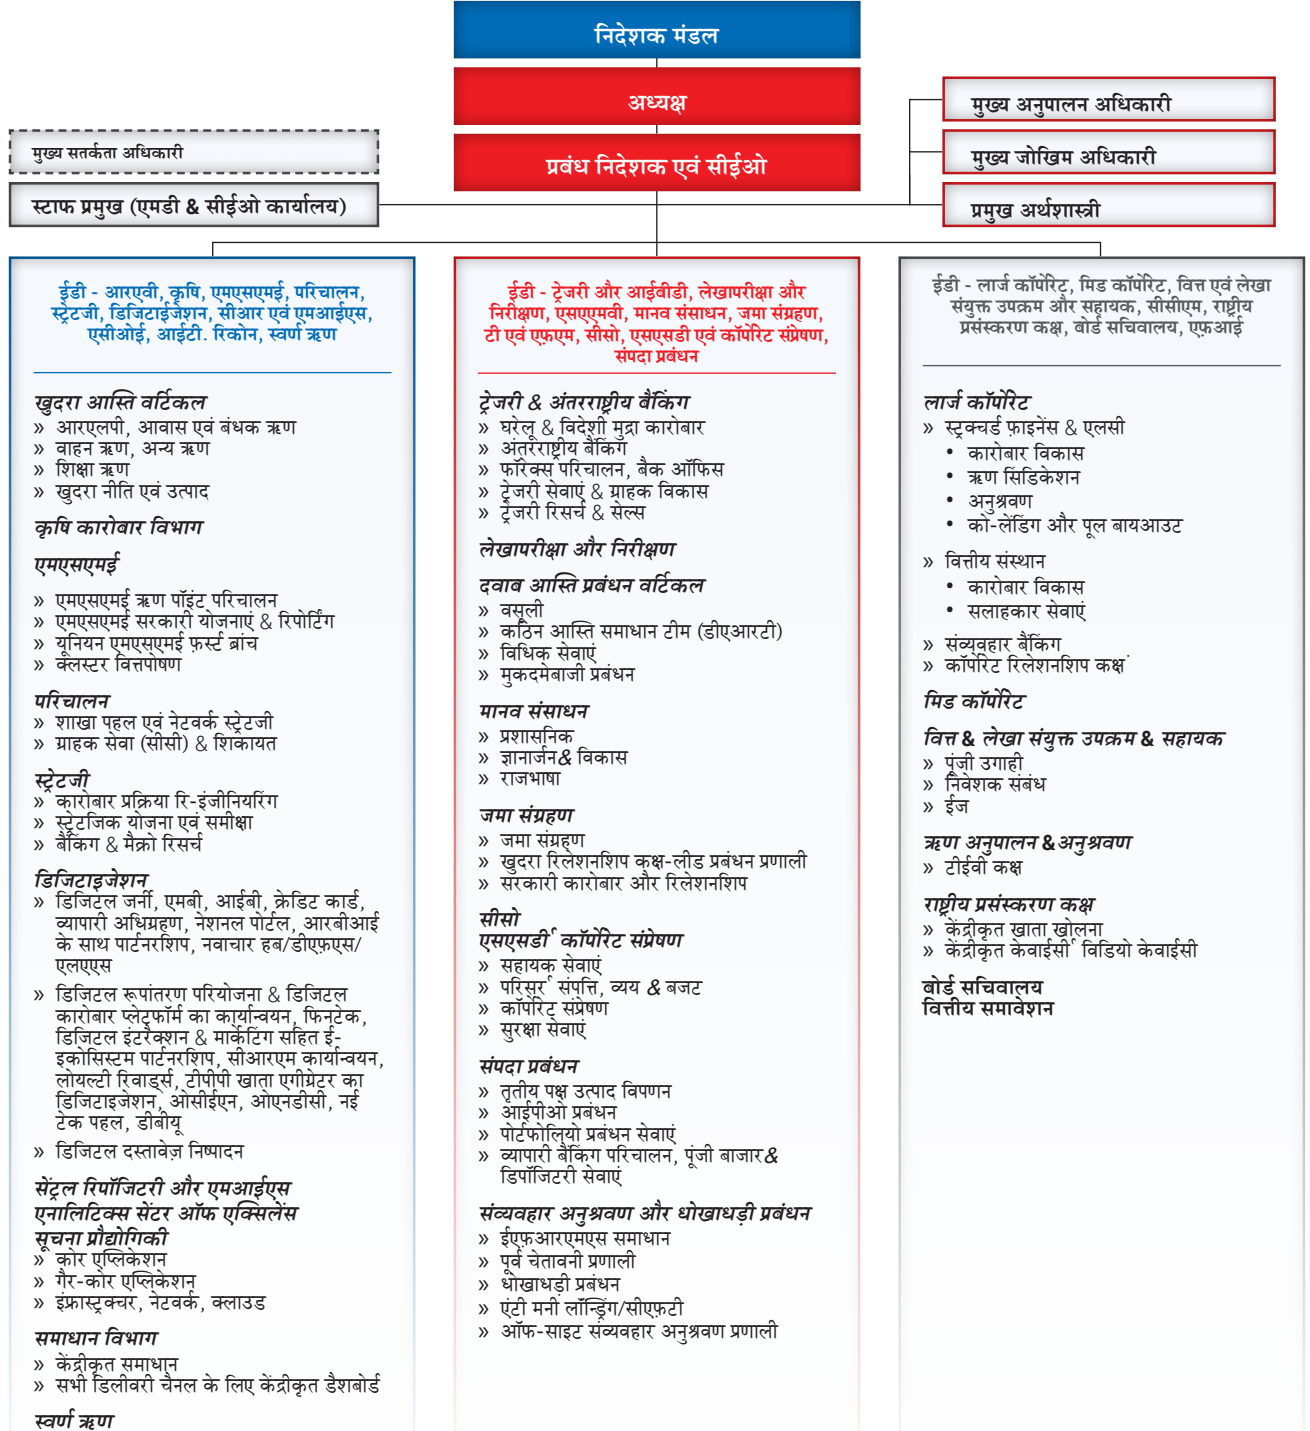 निदेशक मंडल
अध्यक्ष
प्रबंध निदेशक एवं सीईओ
मुख्य अनुपालन अधिकारी
मुख्य जोखिम अधिकारी
प्रमुख अर्थशास्त्री
मुख्य सतर्कता अधिकारी
स्टाफ प्रमुख (एमडी & सीईओ कार्यालय)
ईडी - आरएवी, कृषि, एमएसएमई, परिचालन,
स्ट्रेटजी, डिजिटाईजेशन, सीआर एवं एमआईएस,
एसीओई, आईटी. रिकोन, स्वर्ण ऋण
खुदरा आस्ति वर्टिकल
» आरएलपी, आवास एवं बंधक ऋण
» वाहन ऋण, अन्य ऋण
» शिक्षा ऋण
» खुदरा नीति एवं उत्पाद
कृषि कारोबार विभाग
एमएसएमई
» एमएसएमई ऋण पॉइंट परिचालन
» एमएसएमई सरकारी योजनाएं & रिपोर्टिंग
» यूनियन एमएसएमई फ़र्स्ट ब्रांच
» क्लस्टर वित्तपोषण
परिचालन
» शाखा पहल एवं नेटवर्क स्ट्रेटजी
» ग्राहक सेवा (सीसी) & शिकायत
स्ट्रेटजी
» कारोबार प्रक्रिया रि-इंजीनियरिंग
» स्ट्रेटजिक योजना एवं समीक्षा
» बैंकिंग & मैक्रो रिसर्च
डिजिटाइजेशन
» डिजिटल जर्नी, एमबी, आईबी, क्रेडिट कार्ड,
व्यापारी अधिग्रहण, नेशनल पोर्टल, आरबीआई
के साथ पार्टनरशिप, नवाचार हब/डीएफ़एस/
एलएएस
» डिजिटल रूपांतरण परियोजना & डिजिटल
कारोबार प्लेट्फॉर्म का कार्यान्वयन, फिनटेक,
डिजिटल इंटरैक्शन & मार्केटिंग सहित ई-
इकोसिस्टम पार्टनरशिप, सीआरएम कार्यान्वयन,
लोयल्टी रिवार्ड्स, टीपीपी खाता एगीग्रेटर का
डिजिटाइजेशन, ओसीईएन, ओएनडीसी, नई
टेक पहल, डीबीयू
» डिजिटल दस्तावेज़ निष्पादन
सेंट्रल रिपॉजिटरी और एमआईएस
एनालिटिक्स सेंटर ऑफ एक्सिलेंस
सूचना प्रौद्योगिकी
» कोर एप्लिकेशन
» गैर-कोर एप्लिकेशन
» इंफ्रास्ट्रक्चर, नेटवर्क, क्लाउड
समाधान विभाग
» केंद्रीकृत समाधान
» सभी डिलीवरी चैनल के लिए केंद्रीकृत डैशबोर्ड
स्वर्ण ऋण
ईडी - ट्रेजरी और आईबीडी, लेखापरीक्षा और
निरीक्षण, एसएएमवी, मानव संसाधन, जमा संग्रहण,
टी एवं एफ़एम, सीसो, एसएसडी एवं कॉर्पोरेट संप्रेषण,
संपदा प्रबंधन
ट्रेजरी & अंतरराष्ट्रीय बैंकिंग
» घरेलू & विदेशी मुद्रा कारोबार
» अंतरराष्ट्रीय बैंकिंग
» फॉरेक्स परिचालन, बैक ऑफिस
» ट्रेजरी सेवाएं & ग्राहक विकास
» ट्रेजरी रिसर्च & सेल्स
लेखापरीक्षा और निरीक्षण
दवाब आस्ति प्रबंधन वर्टिकल
» वसूली
» कठिन आस्ति समाधान टीम (डीएआरटी)
» विधिक सेवाएं
» मुकदमेबाजी प्रबंधन
मानव संसाधन
» प्रशासनिक
» ज्ञानार्जन& विकास
» राजभाषा
जमा संग्रहण
» जमा संग्रहण
» खुदरा रिलेशनशिप कक्ष-लीड प्रबंधन प्रणाली
» सरकारी कारोबार और रिलेशनशिप
सीसो
एसएसडी र्कॉर्पोरेट संप्रेषण
» सहायक सेवाएं
» परिसर र्संपत्ति, व्यय & बजट
» कॉर्पोरेट संप्रेषण
» सुरक्षा सेवाएं
संपदा प्रबंधन
» तृतीय पक्ष उत्पाद विपणन
» आईपीओ प्रबंधन
» पोर्टफोलियो प्रबंधन सेवाएं
» व्यापारी बैंकिंग परिचालन, पूंजी बाजार&
डिपॉजिटरी सेवाएं
संव्यवहार अनुश्रवण और धोखाधड़ी प्रबंधन
» ईएफ़आरएमएस समाधान
» पूर्व चेतावनी प्रणाली
» धोखाधड़ी प्रबंधन
» एंटी मनी लॉन्ड्रिंग/सीएफ़टी
» ऑफ-साइट संव्यवहार अनुश्रवण प्रणाली
ईडी - लार्ज कॉर्पोरेट, मिड कॉर्पोरेट, वित्त एवं लेखा
संयुक्त उपक्रम और सहायक, सीसीएम, राष्ट्रीय
प्रसंस्करण कक्ष, बोर्ड सचिवालय, एफ़आई
लार्ज कॉर्पोरेट
» स्ट्रक्चर्ड फ़ाइनेंस & एलसी
• कारोबार विकास
• ऋण सिंडिकेशन
• अनुश्रवण
• को-लेंडिंग और पूल बायआउट
» वित्तीय संस्थान
• कारोबार विकास
• सलाहकार सेवाएं
» संव्यवहार बैंकिंग
» कॉर्पोरेट रिलेशनशिप कक्ष
मिड कॉर्पोरेट
वित्त & लेखा संयुक्त उपक्रम & सहायक
» पूंजी उगाही
» निवेशक संबंध
» ईज
ऋण अनुपालन &अनुश्रवण
» टीईवी कक्ष
राष्ट्रीय प्रसंस्करण कक्ष
» केंद्रीकृत खाता खोलना
» केंद्रीकृत केवाईसी र्विडियो केवाईसी
बोर्ड सचिवालय
वित्तीय समावेशन